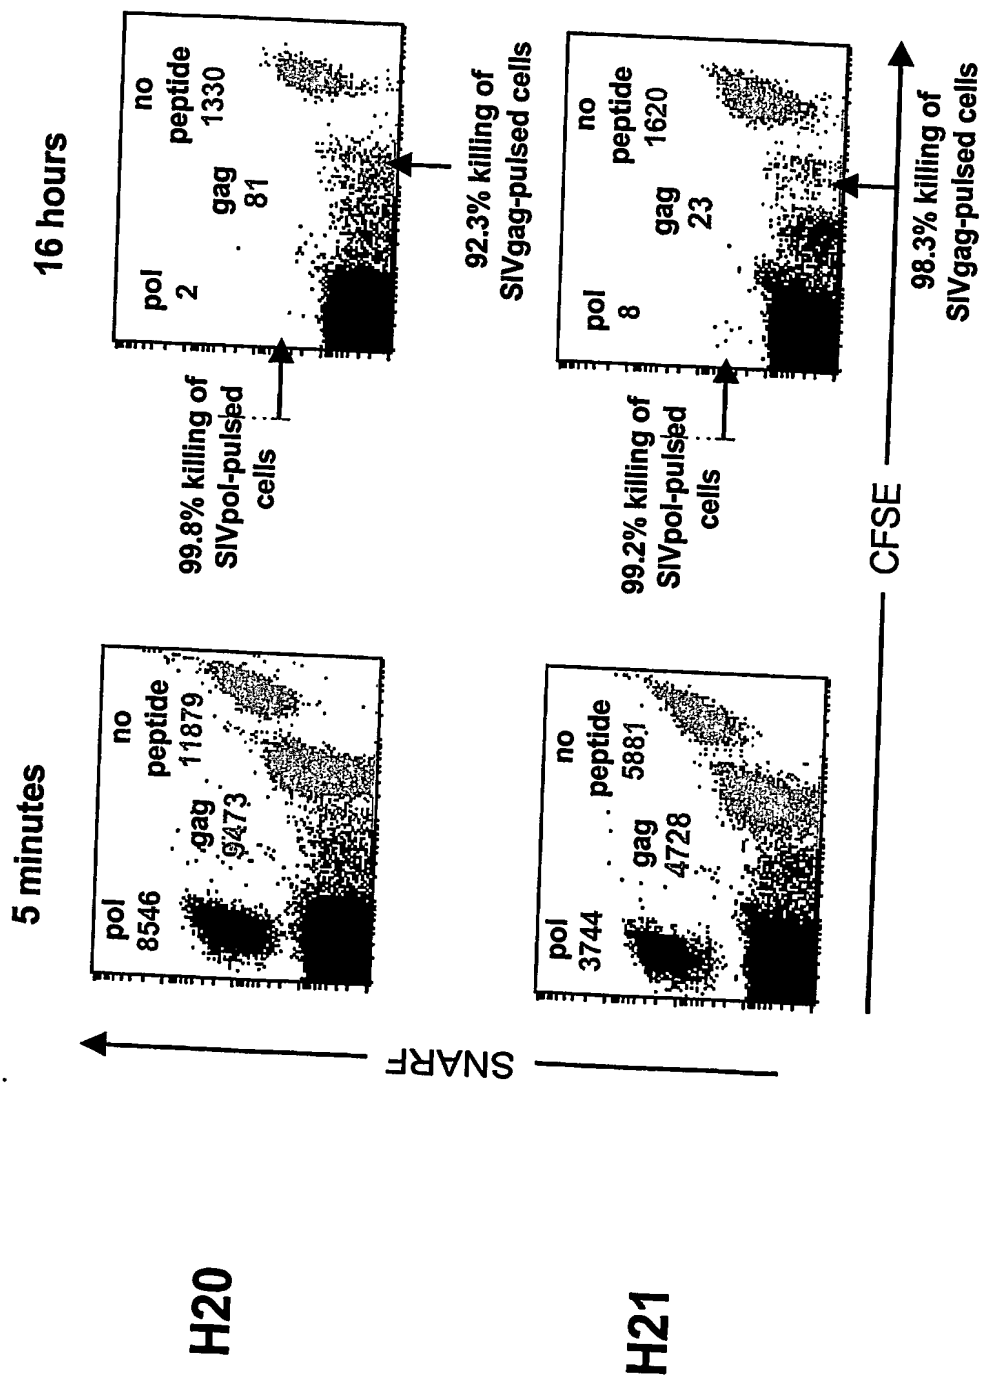 5 minutes
16 hours
H20
pol
8546
gag
9473
no
peptide
11879
99.8% killing of
SIVpol-pulsed
cells
pol
2
gag
81
no
peptide
1330
92.3% killing of
SIVgag-pulsed cells
H21
pol
3744
gag
4728
no
peptide
5881
99.2% killing of
SIVpol-pulsed
cells
pol
8
gag
23
no
peptide
1620
98.3% killing of
SIVgag-pulsed cells
SNARF
CFSE